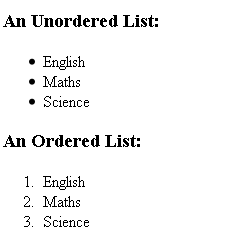 An Unordered List:
• English
• Maths
• Science
An Ordered List:
1. English
2. Maths
3. Science